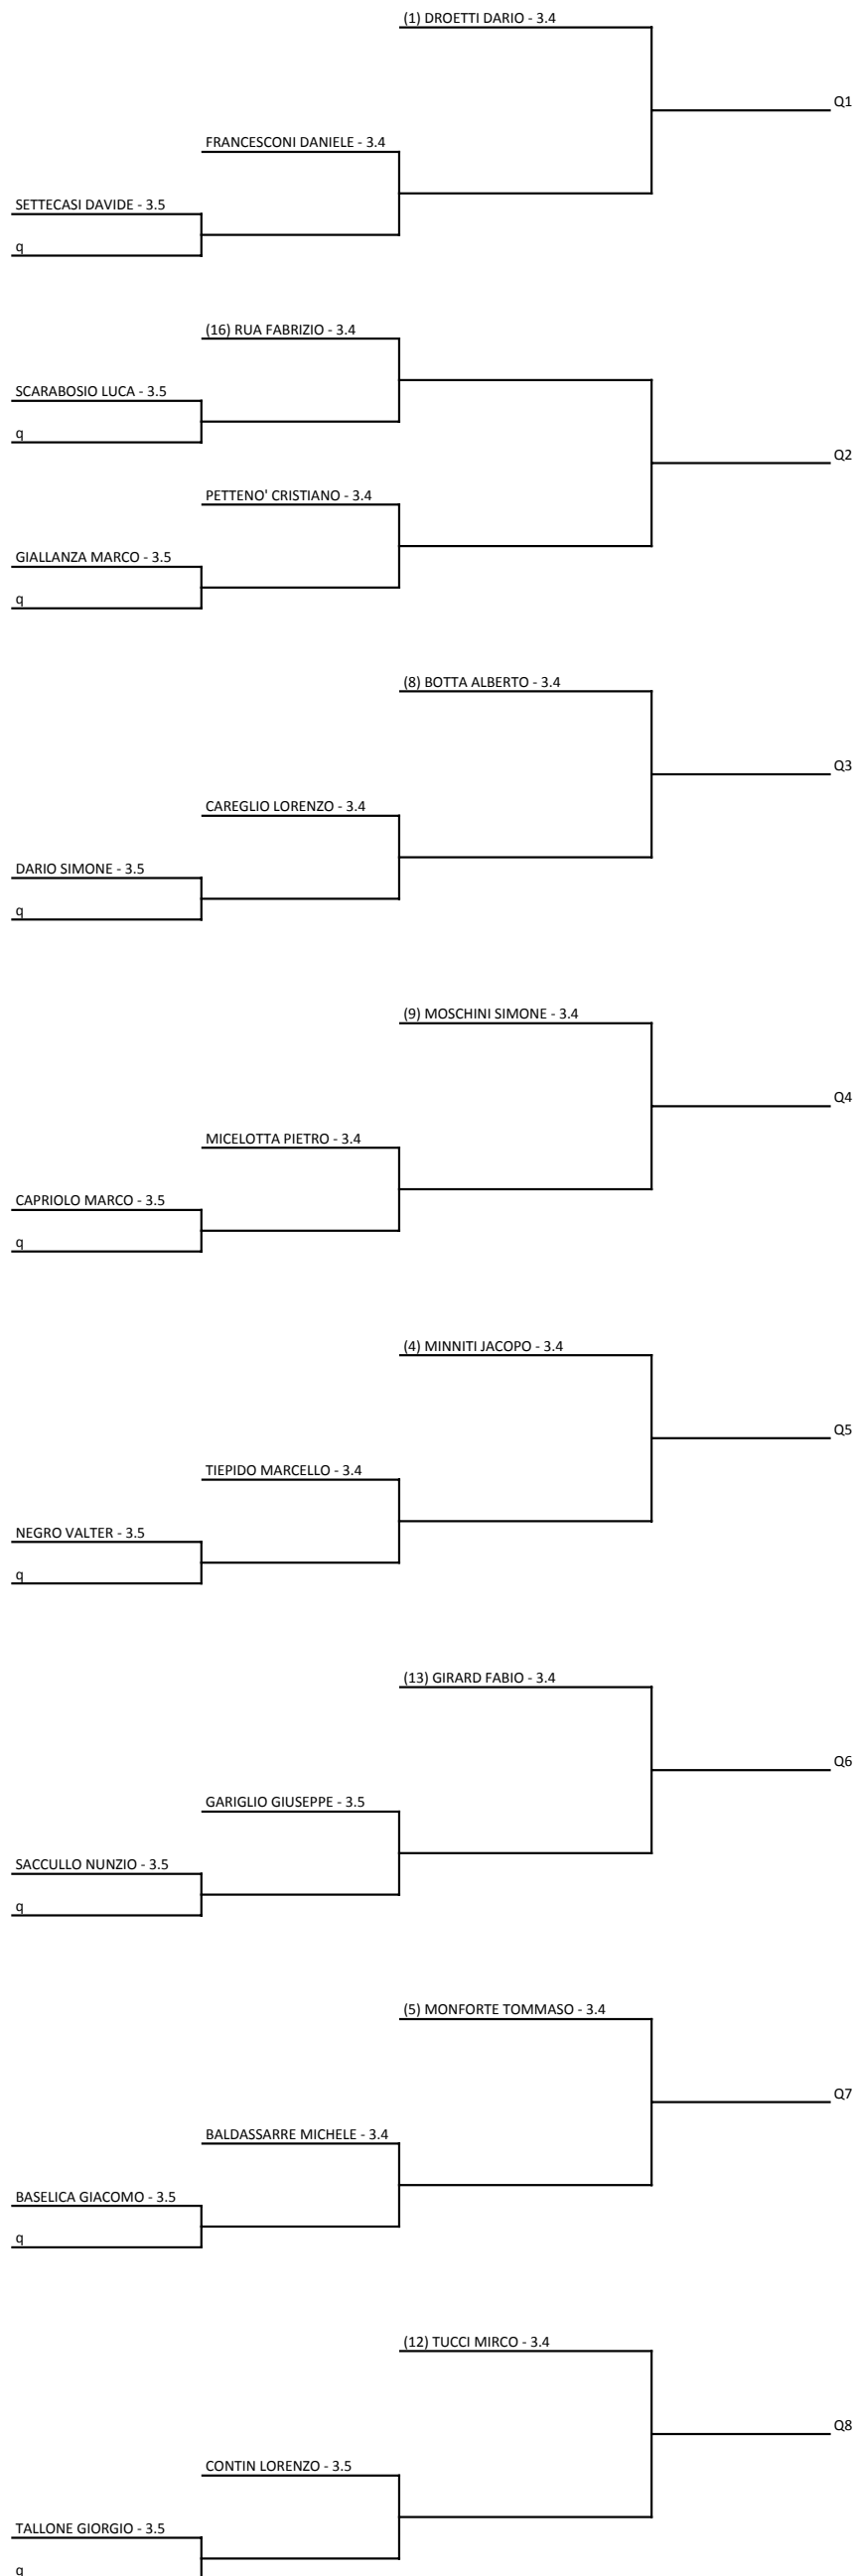 (1) DROETTI DARIO - 3.4
Q1
FRANCESCONI DANIELE - 3.4
SETTECASI DAVIDE - 3.5
q
(16) RUA FABRIZIO - 3.4
SCARABOSIO LUCA - 3.5
q
Q2
PETTENO' CRISTIANO - 3.4
GIALLANZA MARCO - 3.5
q
(8) BOTTA ALBERTO - 3.4
Q3
CAREGLIO LORENZO - 3.4
DARIO SIMONE - 3.5
q
(9) MOSCHINI SIMONE - 3.4
Q4
MICELOTTA PIETRO - 3.4
CAPRIOLO MARCO - 3.5
q
(4) MINNITI JACOPO - 3.4
Q5
TIEPIDO MARCELLO - 3.4
NEGRO VALTER - 3.5
q
(13) GIRARD FABIO - 3.4
Q6
GARIGLIO GIUSEPPE - 3.5
SACCULLO NUNZIO - 3.5
q
(5) MONFORTE TOMMASO - 3.4
Q7
BALDASSARRE MICHELE - 3.4
BASELICA GIACOMO - 3.5
q
(12) TUCCI MIRCO - 3.4
Q8
CONTIN LORENZO - 3.5
TALLONE GIORGIO - 3.5
q